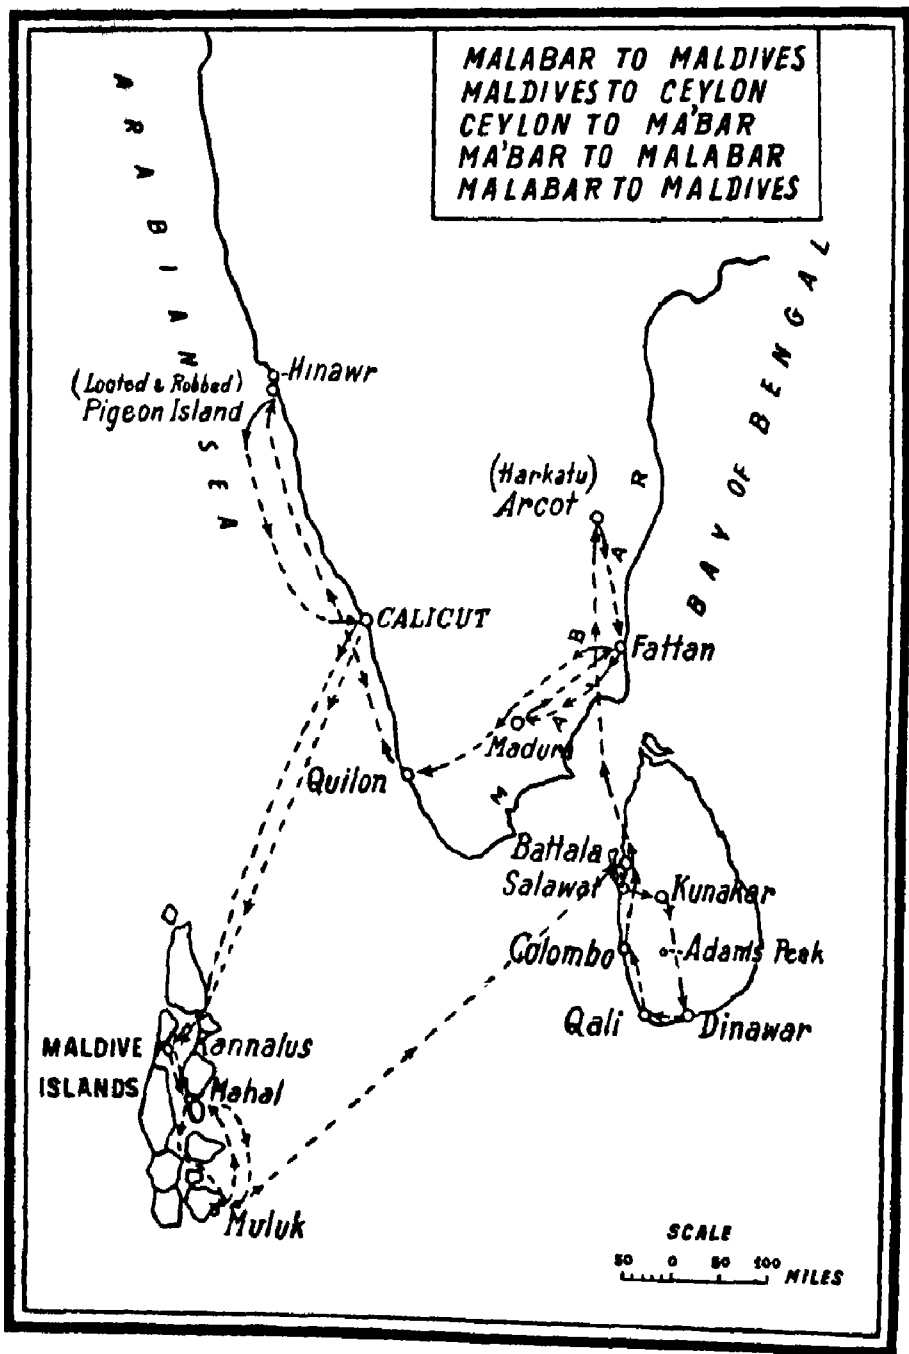 MALABAR TO MALDIVES
MALDIVES TO CEYLON
CEYLON TO MA'BAR
MA'BAR TO MALABAR
MALABAR TO MALDIVES
ARABIAN SEA
BAY OF BENGAL
Hinawr
(Looted & Robbed)
Pigeon Island
(Harkatu)
Arcot
MABAR
CALICUT
Fattan
Madura
Quilon
Battala
Salawat
Kunakar
Colombo
Adams Peak
Qali
Dinawar
MALDIVE
ISLANDS
Kannalus
Mahal
Muluk
SCALE
50 0 50 100
MILES